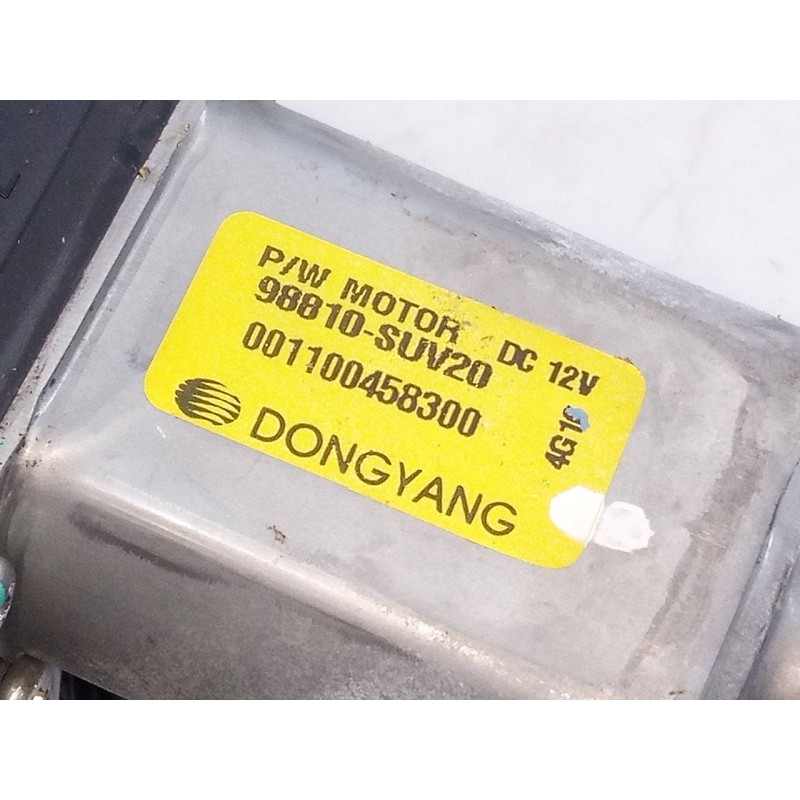 P/W MOTOR DC 12V
98810-SUV20
001100458300
DONGYANG